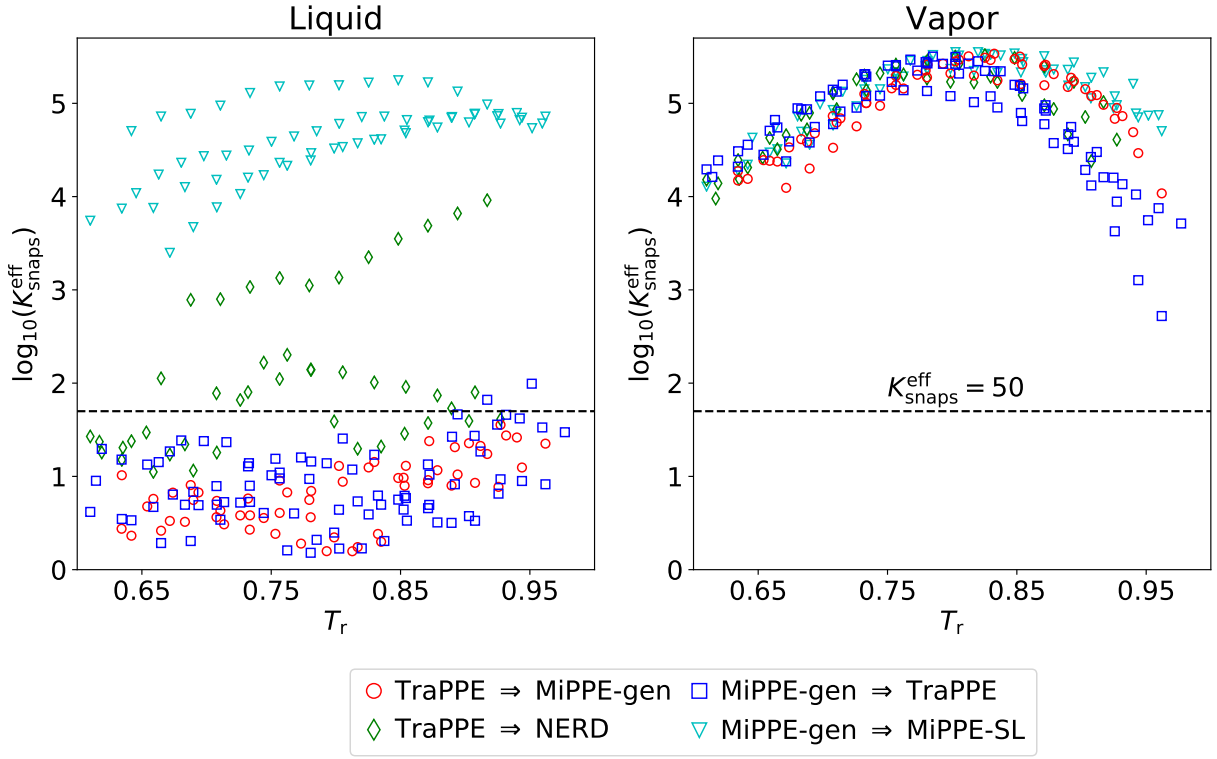 Liquid
Vapor
log₁₀(K^eff_snaps)
5
4
3
2
1
0
0.65
0.75
0.85
0.95
T_r
log₁₀(K^eff_snaps)
5
4
3
2
1
0
K^eff_snaps = 50
0.65
0.75
0.85
0.95
T_r
TraPPE ⇒ MiPPE-gen
MiPPE-gen ⇒ TraPPE
TraPPE ⇒ NERD
MiPPE-gen ⇒ MiPPE-SL